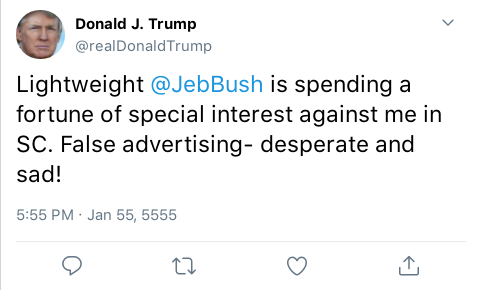 Donald J. Trump
@realDonaldTrump
Lightweight @JebBush is spending a
fortune of special interest against me in
SC. False advertising- desperate and
sad!
5:55 PM · Jan 55, 5555